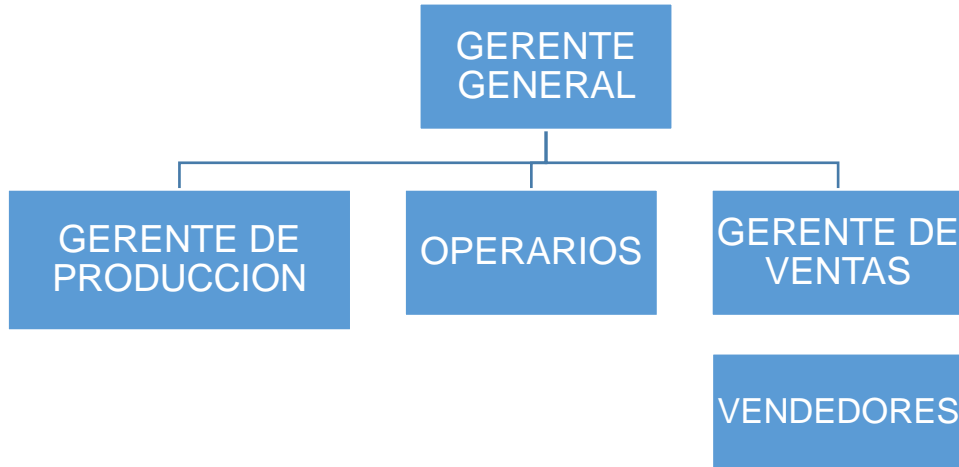 GERENTE
GENERAL
GERENTE DE
PRODUCCION
OPERARIOS
GERENTE DE
VENTAS
VENDEDORES